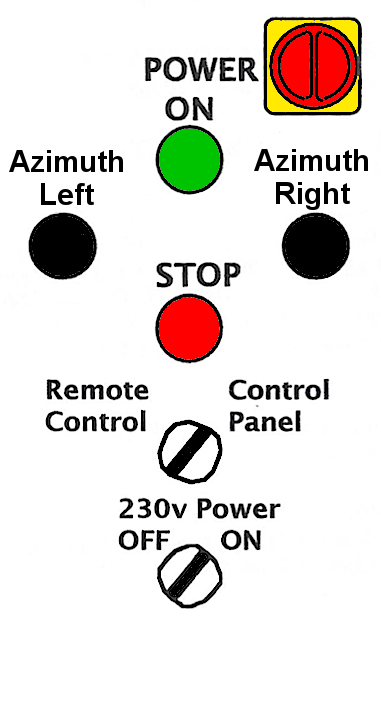 POWER
ON
Azimuth
Left
Azimuth
Right
STOP
Remote
Control
Control
Panel
230v Power
OFF ON